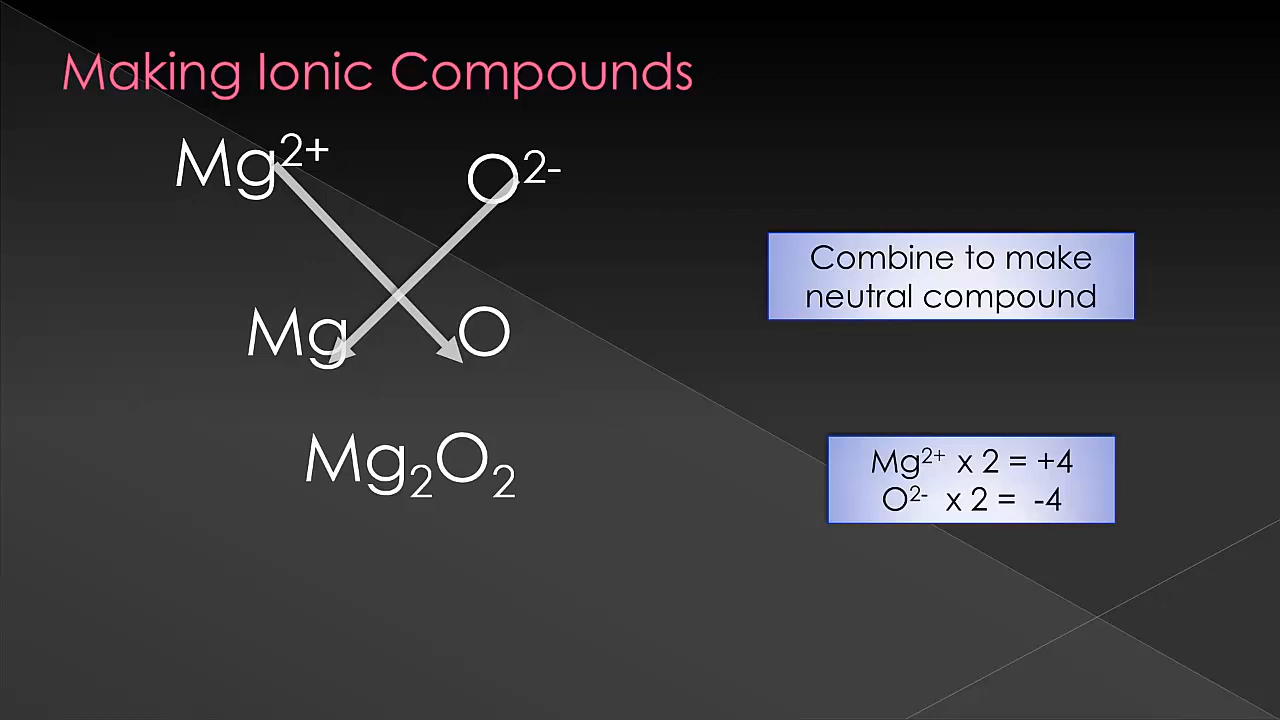 Making Ionic Compounds
Mg²⁺ O²⁻
Combine to make
neutral compound
Mg O
Mg₂O₂
Mg²⁺ x 2 = +4
O²⁻ x 2 = -4